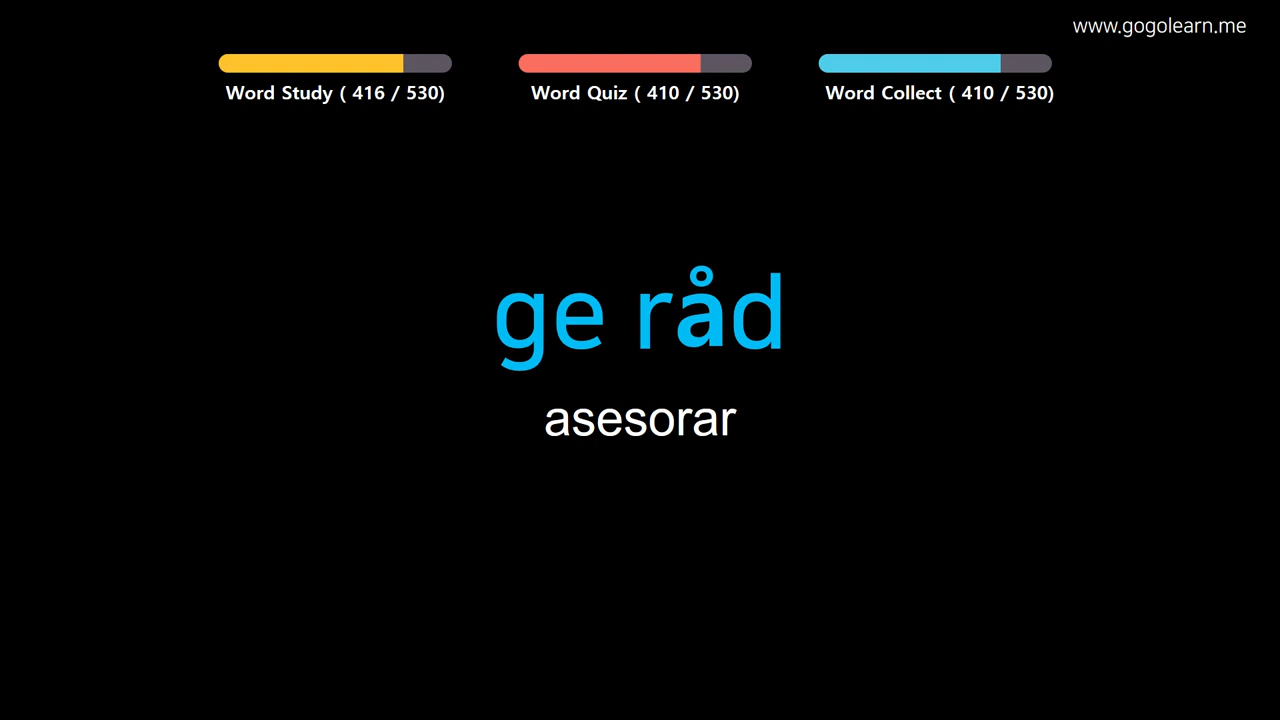 www.gogolearn.me
Word Study ( 416 / 530)
Word Quiz ( 410 / 530)
Word Collect ( 410 / 530)
ge råd
asesorar